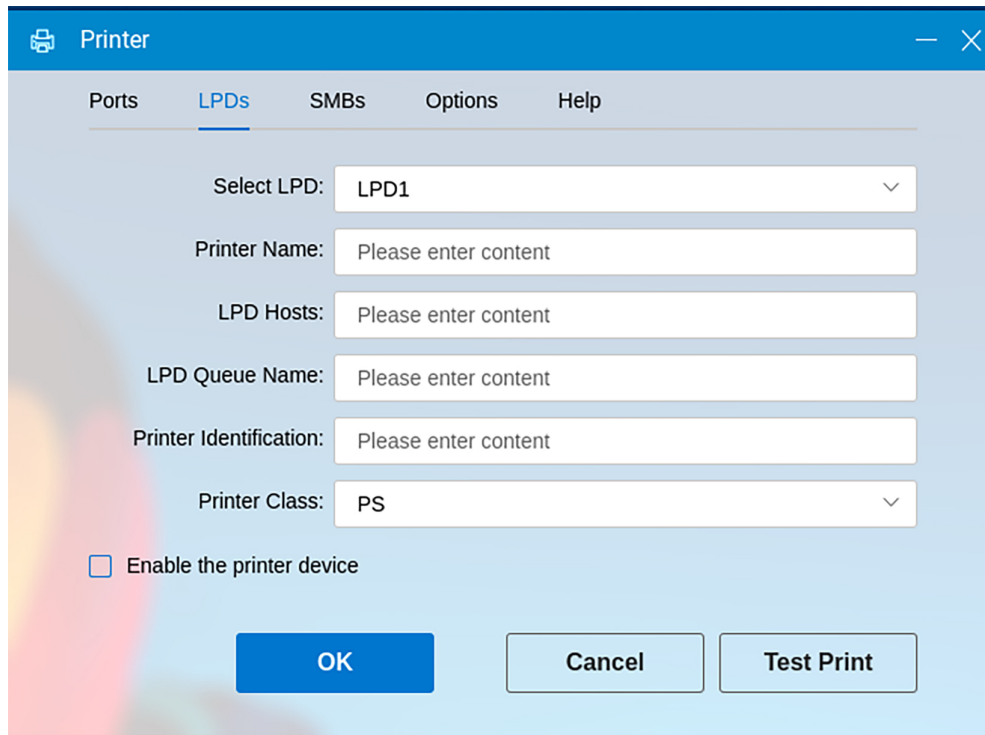 Printer
Ports LPDs SMBs Options Help
Select LPD: LPD1
Printer Name: Please enter content
LPD Hosts: Please enter content
LPD Queue Name: Please enter content
Printer Identification: Please enter content
Printer Class: PS
Enable the printer device
OK Cancel Test Print